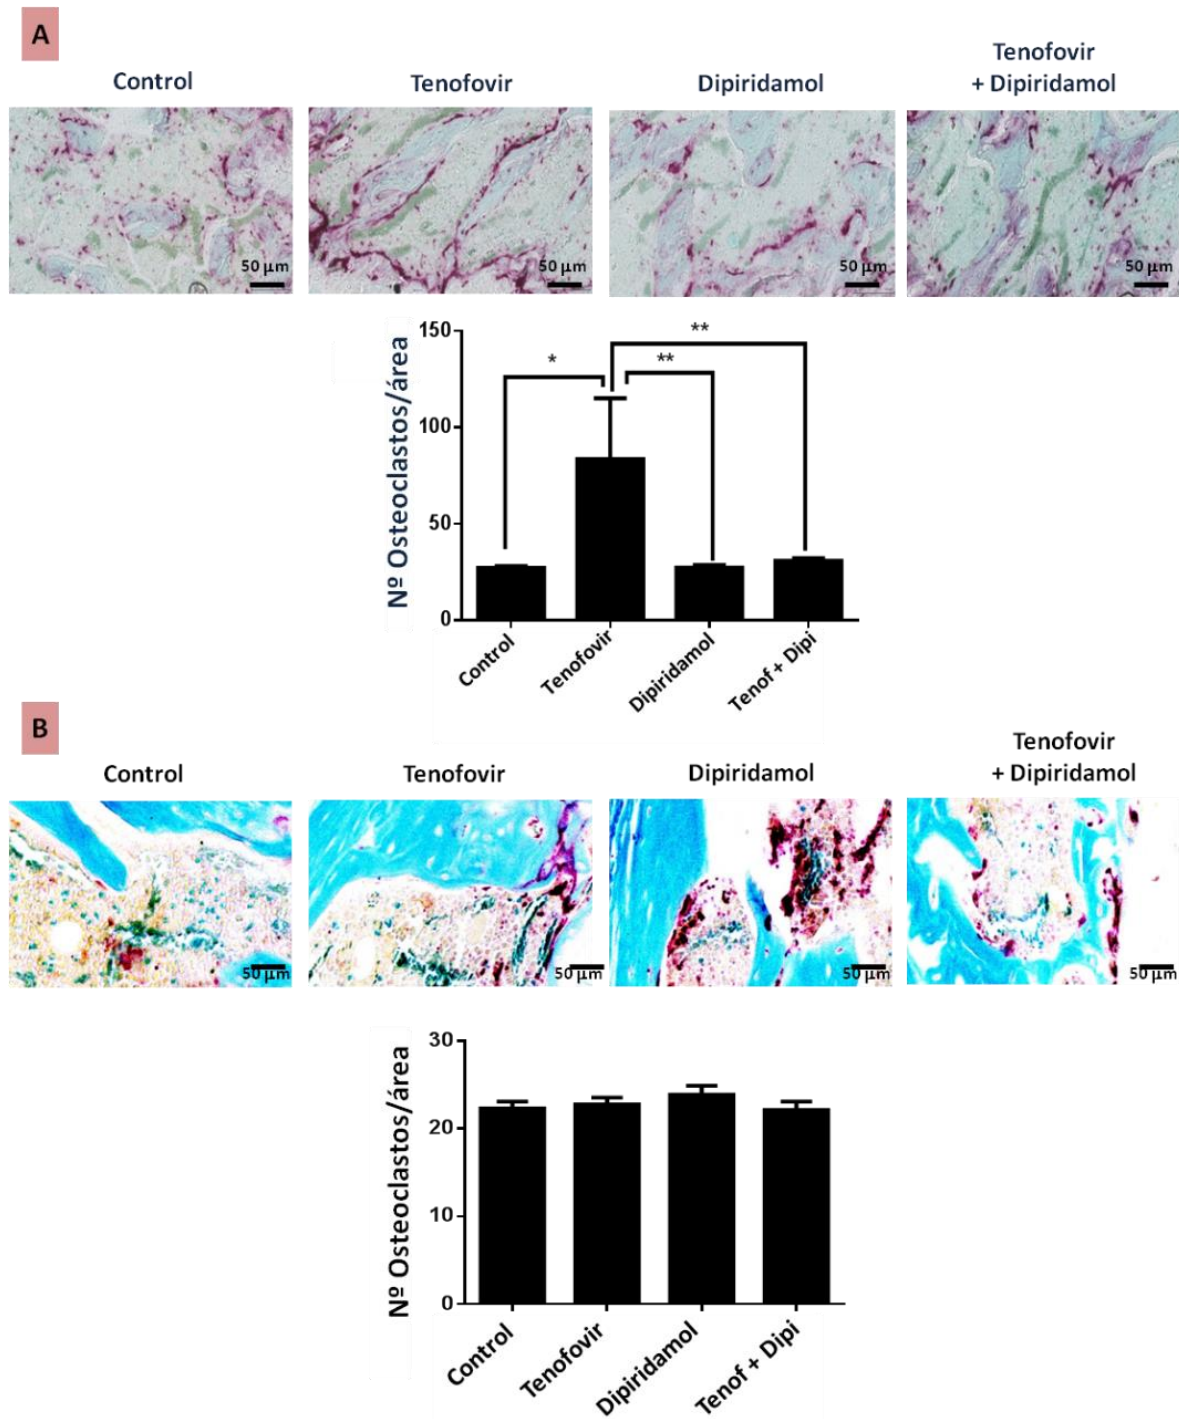 A
Control
Tenofovir
Dipiridamol
Tenofovir
+ Dipiridamol
50 µm
50 µm
50 µm
50 µm
Nº Osteoclastos/área
150
100
50
0
*
**
**
Control
Tenofovir
Dipiridamol
Tenof + Dipi
B
Control
Tenofovir
Dipiridamol
Tenofovir
+ Dipiridamol
50 µm
50 µm
50 µm
50 µm
Nº Osteoclastos/área
30
20
10
0
Control
Tenofovir
Dipiridamol
Tenof + Dipi